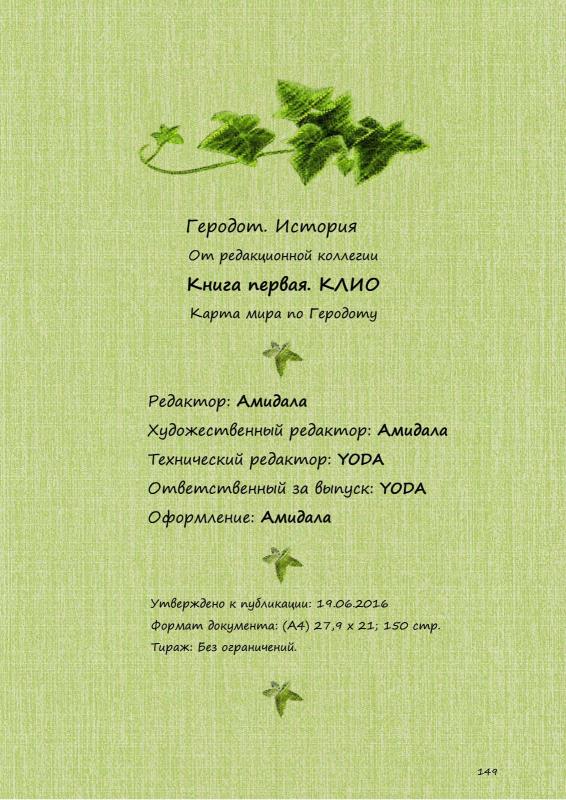 Геродот. История
От редакционной коллегии
Книга первая. КЛИО
Карта мира по Геродоту
Редактор: Амидала
Художественный редактор: Амидала
Технический редактор: YODA
Ответственный за выпуск: YODA
Оформление: Амидала
Утверждено к публикации: 19.06.2016
Формат документа: (А4) 27,9 х 21; 150 стр.
Тираж: Без ограничений.
149